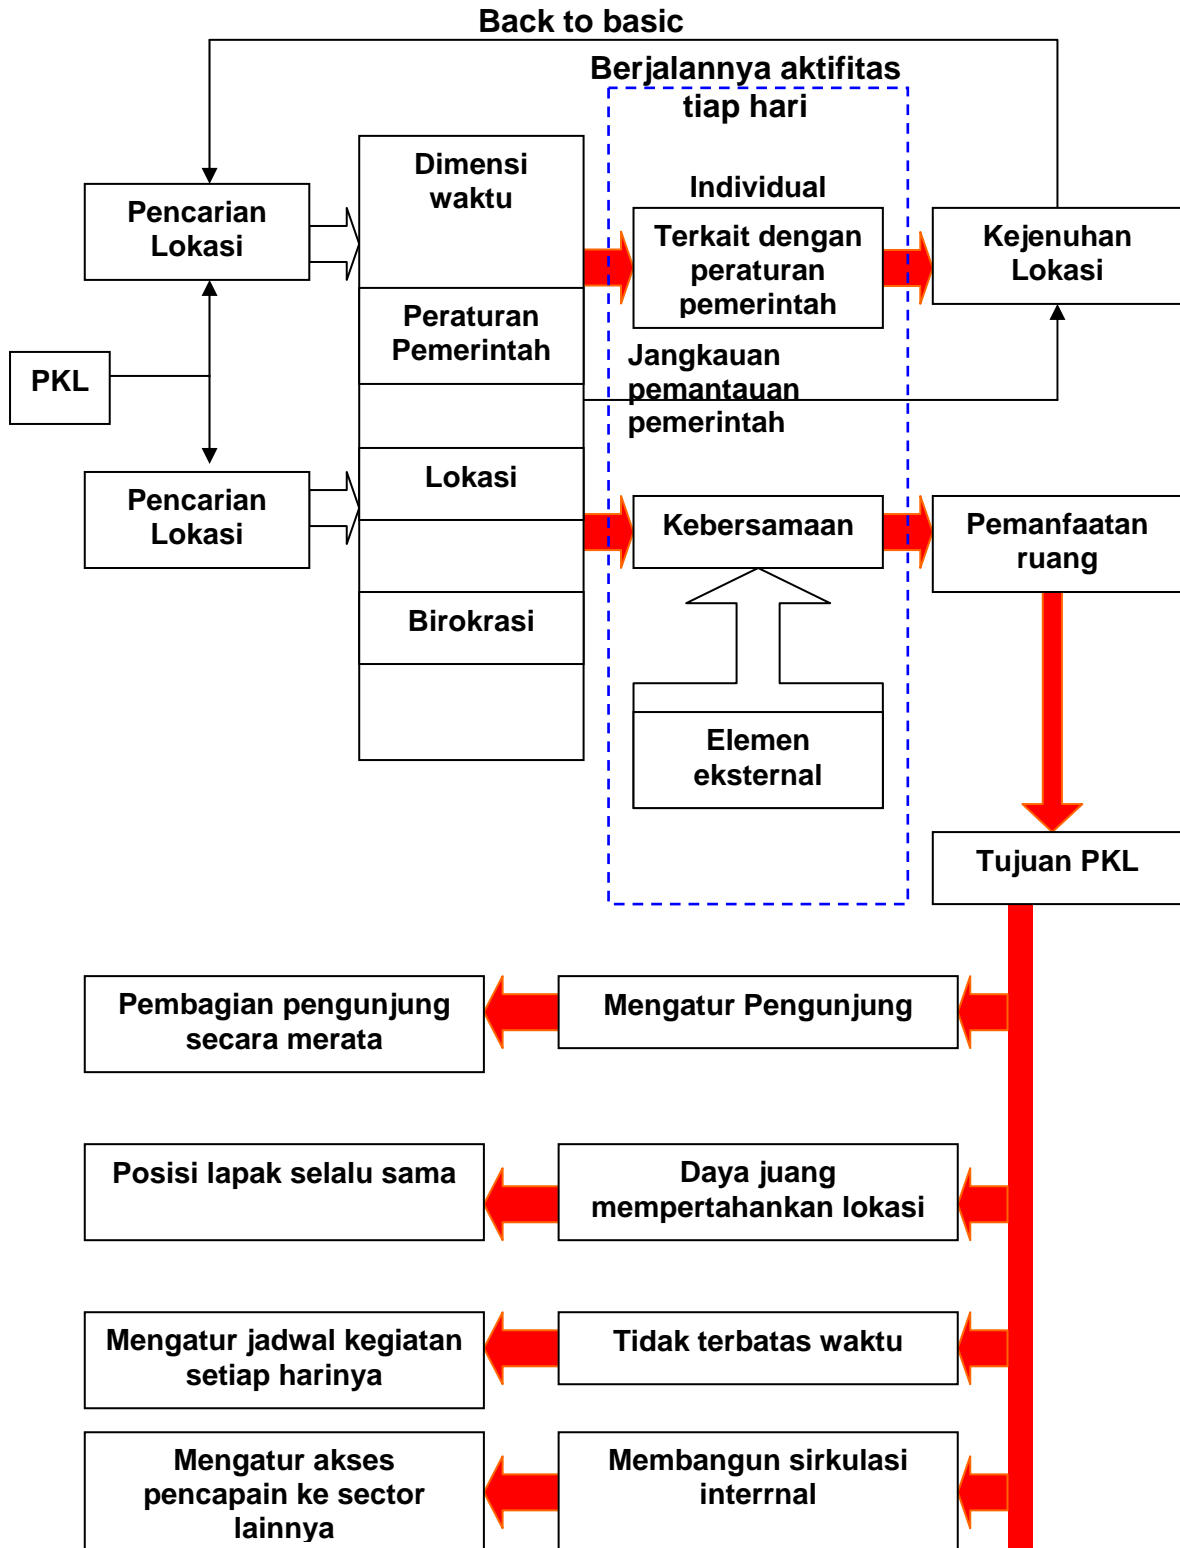 Back to basic
Berjalannya aktifitas
tiap hari
Dimensi
waktu
Individual
Pencarian
Lokasi
Terkait dengan
peraturan
pemerintah
Kejenuhan
Lokasi
Peraturan
Pemerintah
PKL
Jangkauan
pemantauan
pemerintah
Lokasi
Pencarian
Lokasi
Kebersamaan
Pemanfaatan
ruang
Birokrasi
Elemen
eksternal
Tujuan PKL
Pembagian pengunjung
secara merata
Mengatur Pengunjung
Posisi lapak selalu sama
Daya juang
mempertahankan lokasi
Mengatur jadwal kegiatan
setiap harinya
Tidak terbatas waktu
Mengatur akses
pencapain ke sector
lainnya
Membangun sirkulasi
interrnal